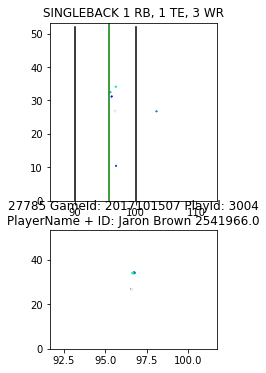 SINGLEBACK 1 RB, 1 TE, 3 WR
50
40
30
20
10
0
90 100 110
27785 GameId: 2017101507 PlayId: 3004
PlayerName + ID: Jaron Brown 2541966.0
40
20
0
92.5 95.0 97.5 100.0